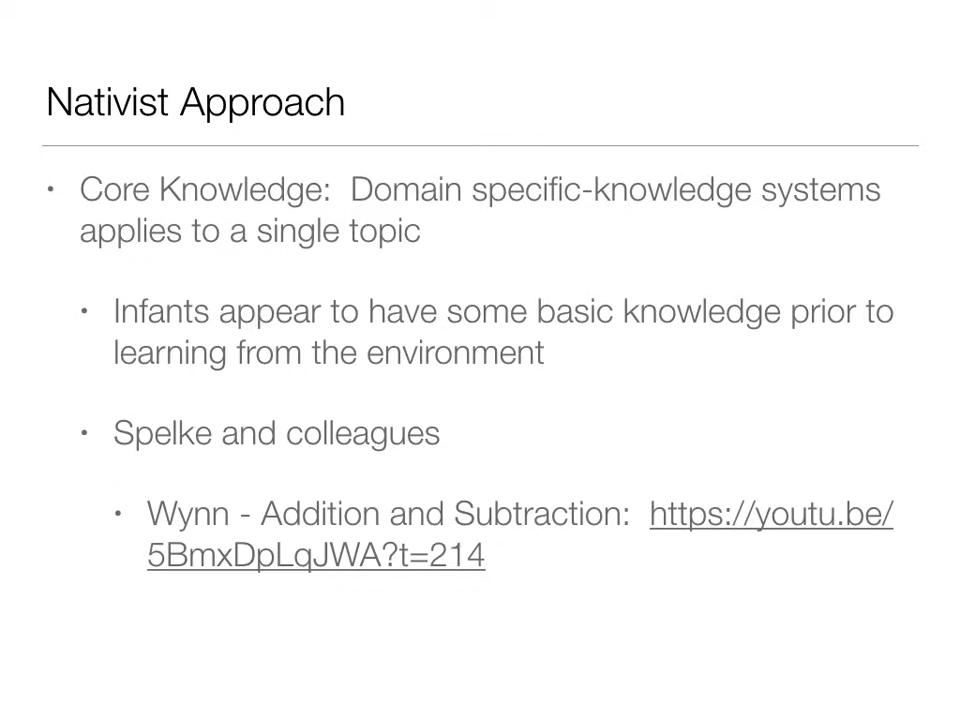 Nativist Approach
• Core Knowledge:  Domain specific-knowledge systems
applies to a single topic
• Infants appear to have some basic knowledge prior to
learning from the environment
• Spelke and colleagues
• Wynn - Addition and Subtraction:  https://youtu.be/
5BmxDpLqJWA?t=214